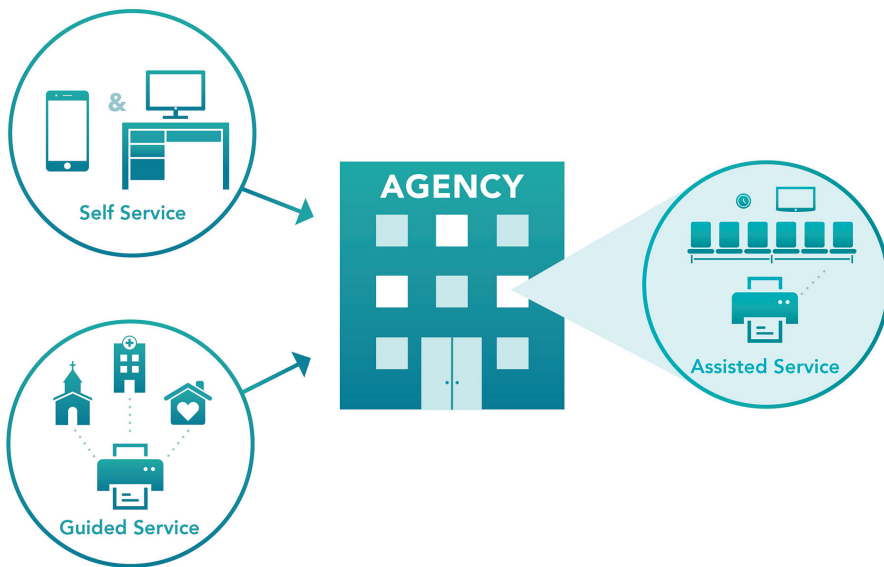 &
Self Service
AGENCY
Assisted Service
Guided Service